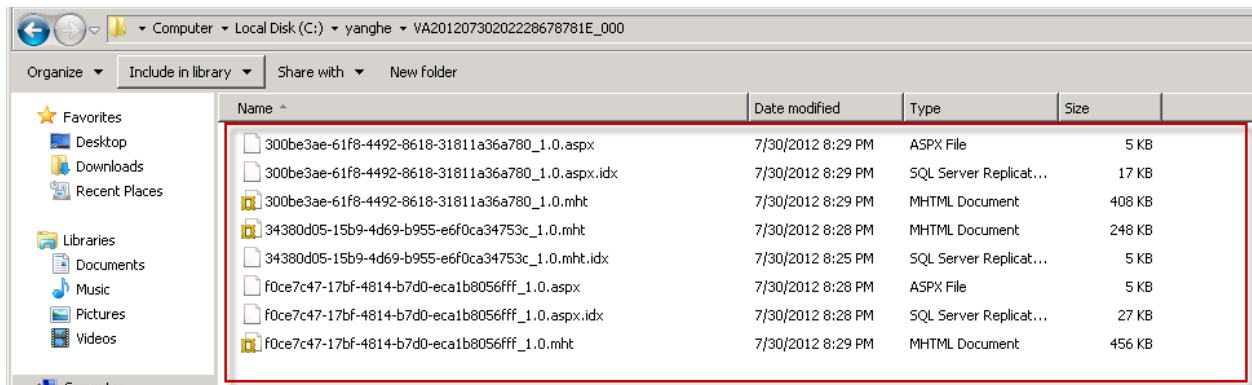 Computer Local Disk (C:) yanghe VA20120730202228678781E_000
Organize Include in library Share with New folder
Favorites
Desktop
Downloads
Recent Places
Libraries
Documents
Music
Pictures
Videos
Name Date modified Type Size
300be3ae-61f8-4492-8618-31811a36a780_1.0.aspx 7/30/2012 8:29 PM ASPX File 5 KB
300be3ae-61f8-4492-8618-31811a36a780_1.0.aspx.idx 7/30/2012 8:29 PM SQL Server Replicat... 17 KB
300be3ae-61f8-4492-8618-31811a36a780_1.0.mht 7/30/2012 8:29 PM MHTML Document 408 KB
34380d05-15b9-4d69-b955-e6f0ca34753c_1.0.mht 7/30/2012 8:28 PM MHTML Document 248 KB
34380d05-15b9-4d69-b955-e6f0ca34753c_1.0.mht.idx 7/30/2012 8:25 PM SQL Server Replicat... 5 KB
f0ce7c47-17bf-4814-b7d0-eca1b8056fff_1.0.aspx 7/30/2012 8:28 PM ASPX File 5 KB
f0ce7c47-17bf-4814-b7d0-eca1b8056fff_1.0.aspx.idx 7/30/2012 8:28 PM SQL Server Replicat... 27 KB
f0ce7c47-17bf-4814-b7d0-eca1b8056fff_1.0.mht 7/30/2012 8:29 PM MHTML Document 456 KB